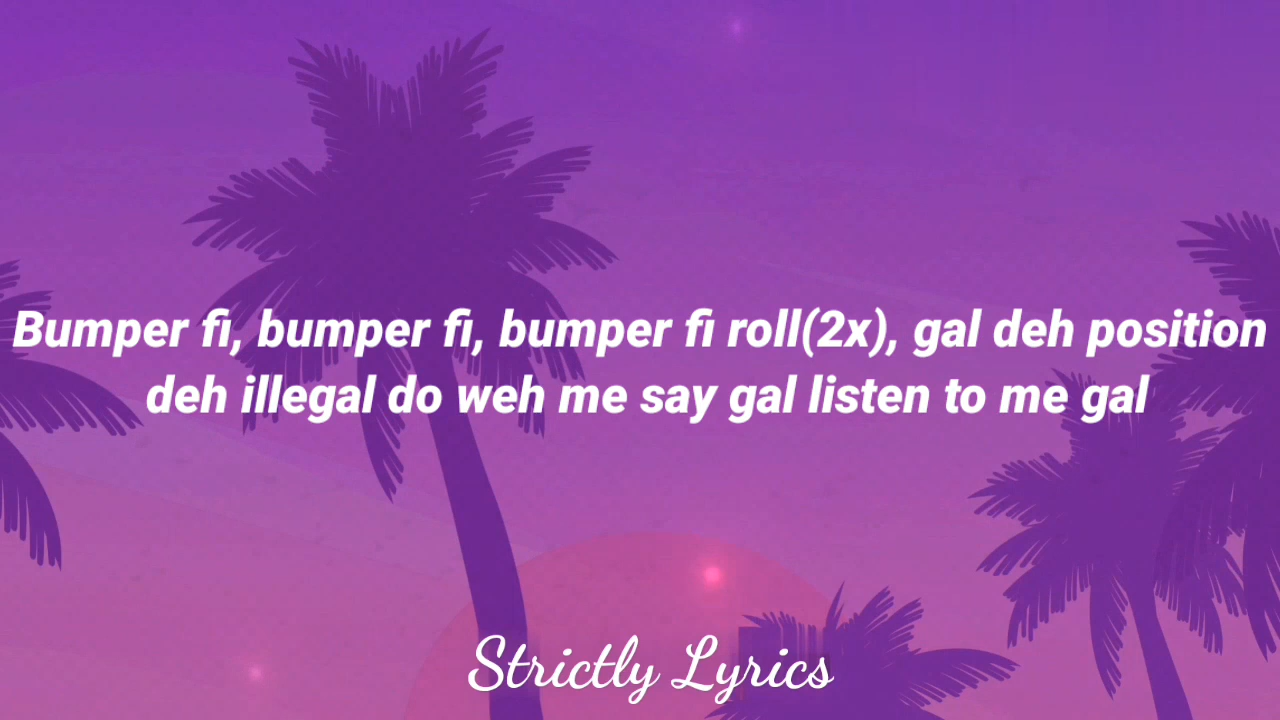 Bumper fi, bumper fi, bumper fi roll(2x), gal deh position
deh illegal do weh me say gal listen to me gal
Strictly Lyrics